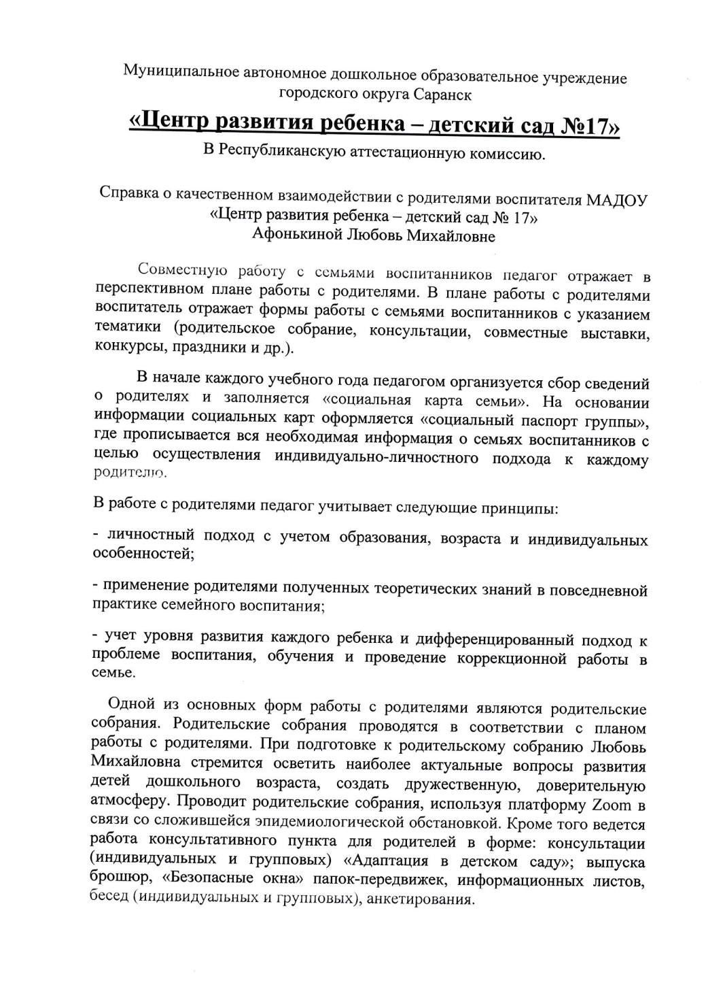 Муниципальное автономное дошкольное образовательное учреждение
городского округа Саранск
«Центр развития ребенка – детский сад №17»
В Республиканскую аттестационную комиссию.
Справка о качественном взаимодействии с родителями воспитателя МАДОУ
«Центр развития ребенка – детский сад № 17»
Афонькиной Любовь Михайловне
Совместную работу с семьями воспитанников педагог отражает в
перспективном плане работы с родителями. В плане работы с родителями
воспитатель отражает формы работы с семьями воспитанников с указанием
тематики (родительское собрание, консультации, совместные выставки,
конкурсы, праздники и др.).
В начале каждого учебного года педагогом организуется сбор сведений
о родителях и заполняется «социальная карта семьи». На основании
информации социальных карт оформляется «социальный паспорт группы»,
где прописывается вся необходимая информация о семьях воспитанников с
целью осуществления индивидуально-личностного подхода к каждому
родителю.
В работе с родителями педагог учитывает следующие принципы:
- личностный подход с учетом образования, возраста и индивидуальных
особенностей;
- применение родителями полученных теоретических знаний в повседневной
практике семейного воспитания;
- учет уровня развития каждого ребенка и дифференцированный подход к
проблеме воспитания, обучения и проведение коррекционной работы в
семье.
Одной из основных форм работы с родителями являются родительские
собрания. Родительские собрания проводятся в соответствии с планом
работы с родителями. При подготовке к родительскому собранию Любовь
Михайловна стремится осветить наиболее актуальные вопросы развития
детей дошкольного возраста, создать дружественную, доверительную
атмосферу. Проводит родительские собрания, используя платформу Zoom в
связи со сложившейся эпидемиологической обстановкой. Кроме того ведется
работа консультативного пункта для родителей в форме: консультации
(индивидуальных и групповых) «Адаптация в детском саду»; выпуска
брошюр, «Безопасные окна» папок-передвижек, информационных листов,
бесед (индивидуальных и групповых), анкетирования.